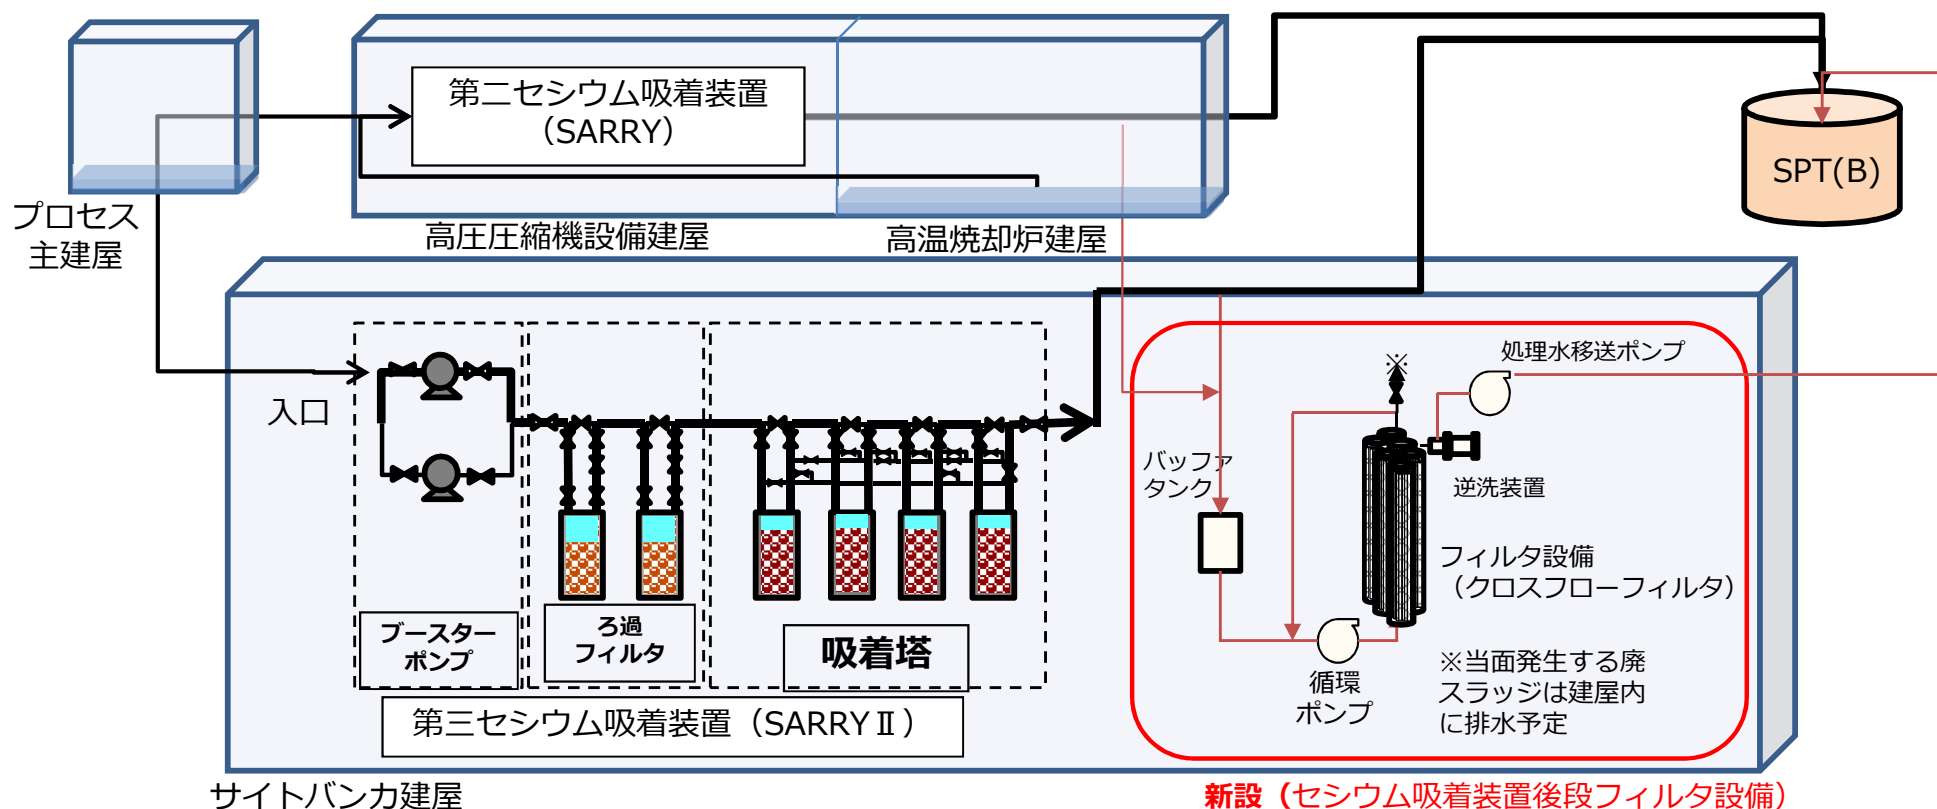 第二セシウム吸着装置
（SARRY）
SPT(B)
プロセス
主建屋
高圧圧縮機設備建屋
高温焼却炉建屋
入口
※
処理水移送ポンプ
バッファ
タンク
逆洗装置
フィルタ設備
（クロスフローフィルタ）
ブースター
ポンプ
ろ過
フィルタ
吸着塔
循環
ポンプ
※当面発生する廃
スラッジは建屋内
に排水予定
第三セシウム吸着装置（SARRYⅡ）
サイトバンカ建屋
新設（セシウム吸着装置後段フィルタ設備）